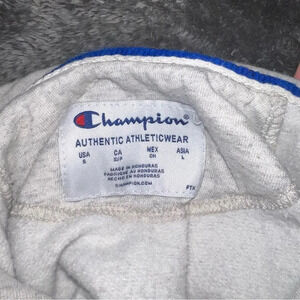 Champion
AUTHENTIC ATHLETICWEAR
USA CA MEX ASIA
S S/P CH L
MADE IN HONDURAS
FABRIQUÉ AU HONDURAS
HECHO EN HONDURAS
CHAMPION.COM